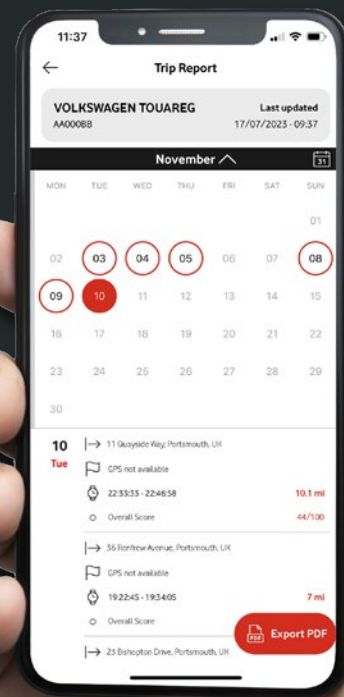 11:37
Trip Report
VOLKSWAGEN TOUAREG Last updated
AA000BB 17/07/2023 - 09:37
November
31
MON TUE WED THU FRI SAT SUN
01
02 03 04 05 06 07 08
09 10 11 12 13 14 15
16 17 18 19 20 21 22
23 24 25 26 27 28 29
30
10 11 Quayside Way, Portsmouth, UK
Tue
GPS not available
22:33:33 - 22:46:58 10.1 ml
Overall Score 44/100
36 Renfrew Avenue, Portsmouth, UK
GPS not available
19:22:45 - 19:34:05 7 ml
Overall Score
PDF Export PDF
23 Bishopton Drive, Portsmouth, UK